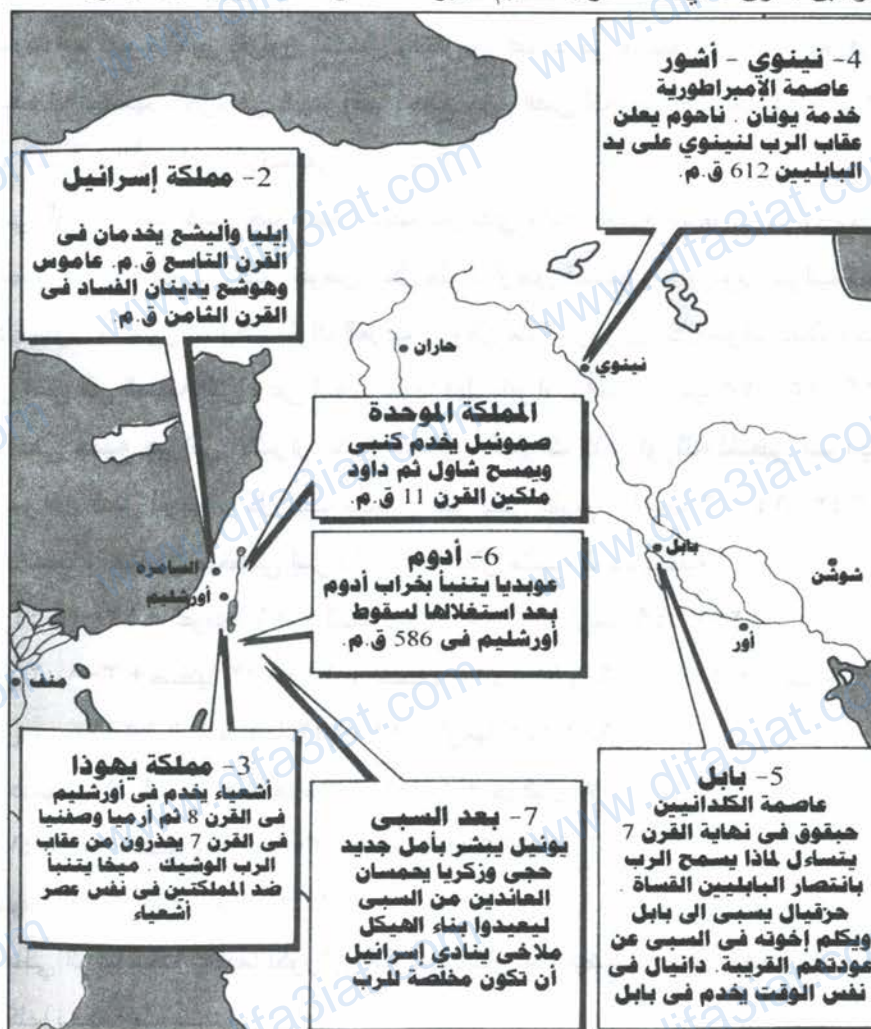 4- نينوي - أشور
عاصمة الإمبراطورية
خدمة يونان . ناحوم يعلن
عقاب الرب لنينوي على يد
البابليين 612 ق.م.
2- مملكة إسرائيل
إيليا وأليشع يخدمان فى
القرن التاسع ق.م. عاموس
وهوشع يدينان الفساد فى
القرن الثامن ق.م.
حاران
نينوي
المملكة الموحدة
صموئيل يخدم كنبى
ويمسح شاول ثم داود
ملكين القرن 11 ق.م.
بابل
شوشن
السامرة
أورشليم
6- أدوم
عوبديا يتنبأ بخراب أدوم
بعد استغلالها لسقوط
أورشليم فى 586 ق.م.
أور
منف
3- مملكة يهوذا
أشعياء يخدم فى أورشليم
فى القرن 8 ثم أرميا وصفنيا
فى القرن 7 يحذرون من عقاب
الرب الوشيك . ميخا يتنبأ
ضد المملكتين فى نفس عصر
أشعياء
7- بعد السبى
يوئيل يبشر بأمل جديد
حجى وزكريا يحمسان
العائدين من السبى
ليعيدوا بناء الهيكل
ملاخى ينادي إسرائيل
أن تكون مخلصة للرب
5- بابل
عاصمة الكلدانيين
حبقوق فى نهاية القرن 7
يتساءل لماذا يسمح الرب
بانتصار البابليين القساة .
حزقيال يسبى الى بابل
ويكلم إخوته فى السبى عن
عودتهم القريبة. دانيال فى
نفس الوقت يخدم فى بابل
www.difa3iat.com